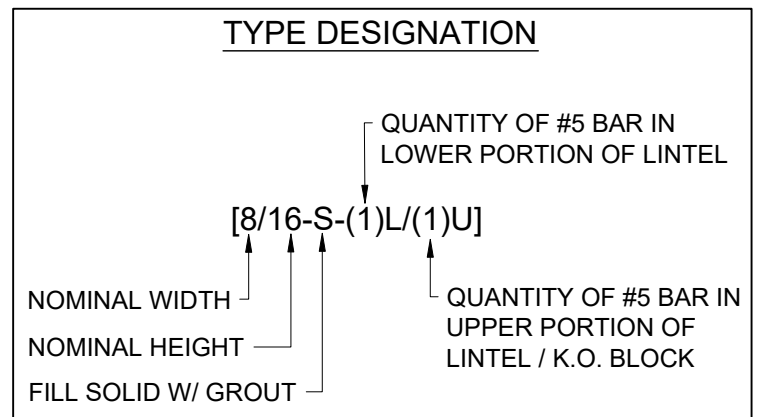 TYPE DESIGNATION
QUANTITY OF #5 BAR IN
LOWER PORTION OF LINTEL
[8/16-S-(1)L/(1)U]
NOMINAL WIDTH
NOMINAL HEIGHT
FILL SOLID W/ GROUT
QUANTITY OF #5 BAR IN
UPPER PORTION OF
LINTEL / K.O. BLOCK